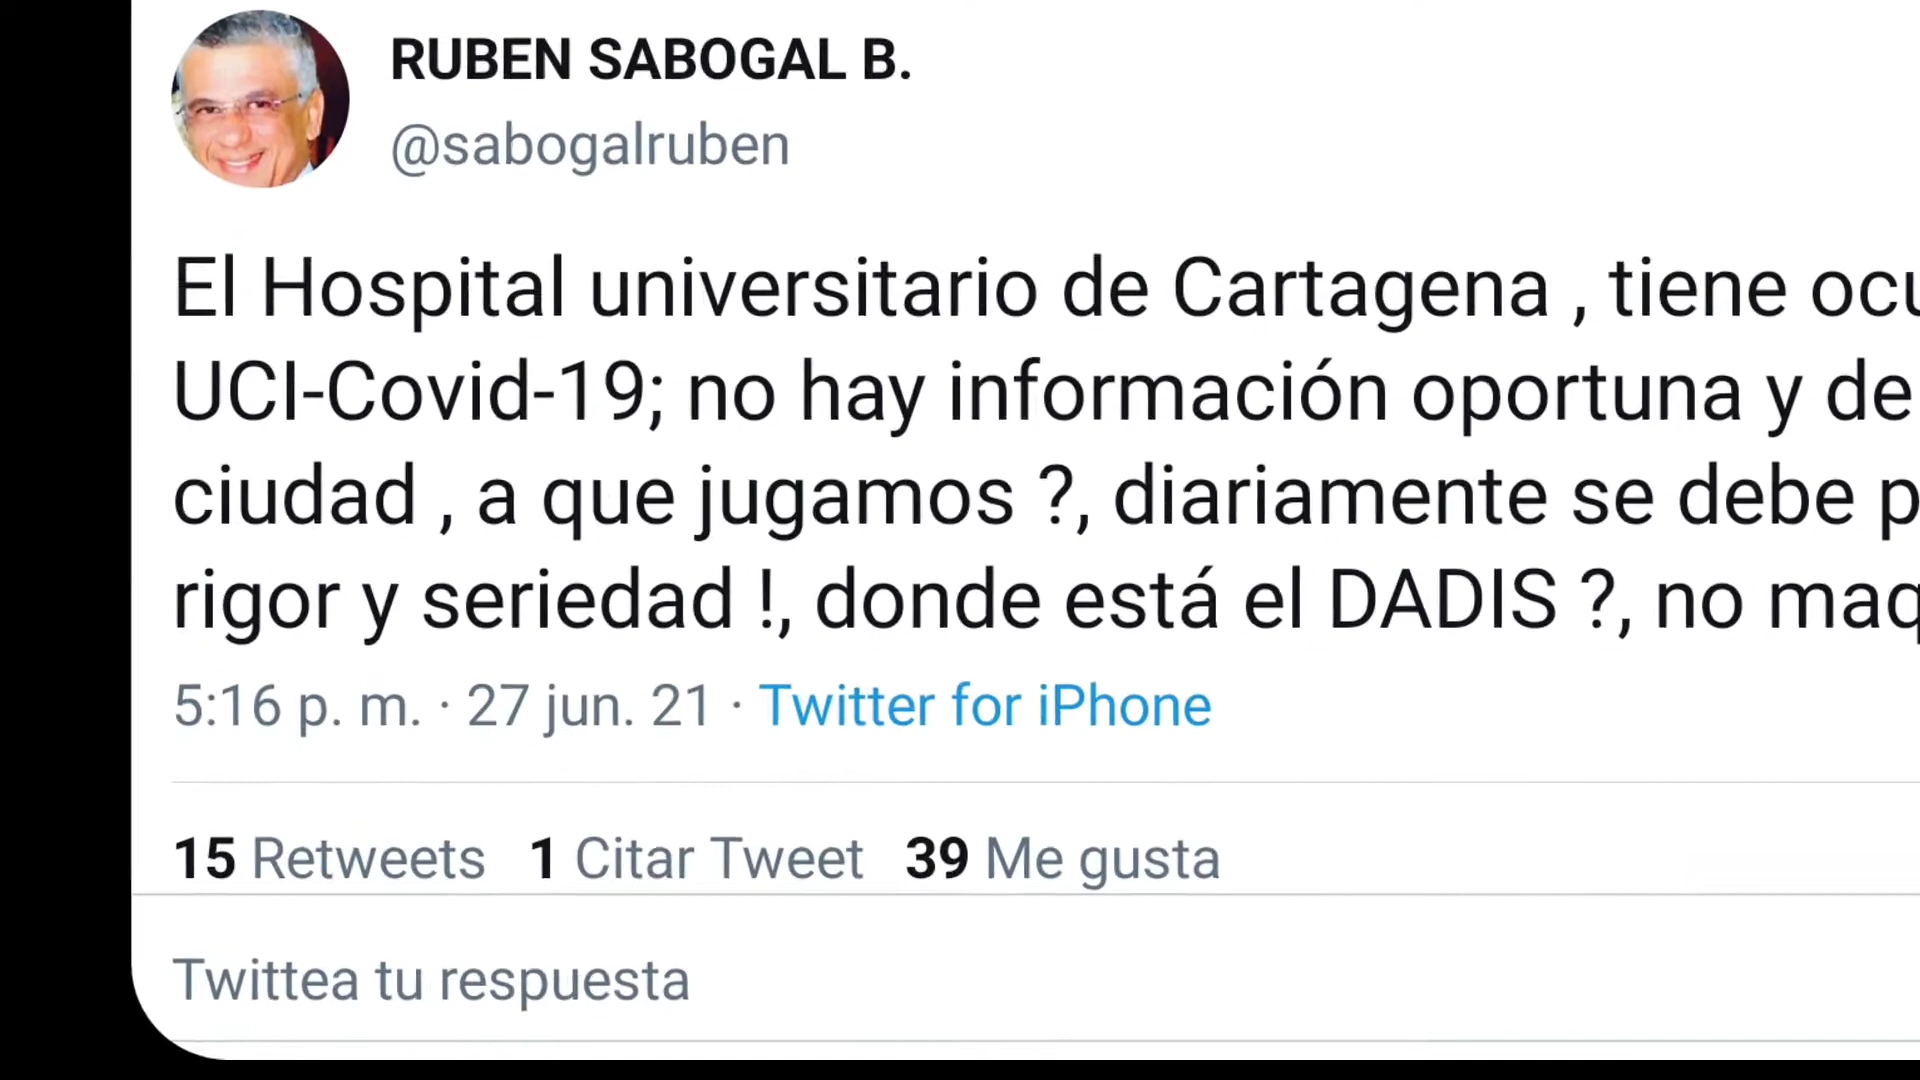 RUBEN SABOGAL B.
@sabogalruben
El Hospital universitario de Cartagena , tiene
UCI-Covid-19; no hay información oportuna y de
ciudad , a que jugamos ?, diariamente se debe
rigor y seriedad !, donde está el DADIS ?, no
5:16 p. m. · 27 jun. 21 · Twitter for iPhone
15 Retweets 1 Citar Tweet 39 Me gusta
Twittea tu respuesta